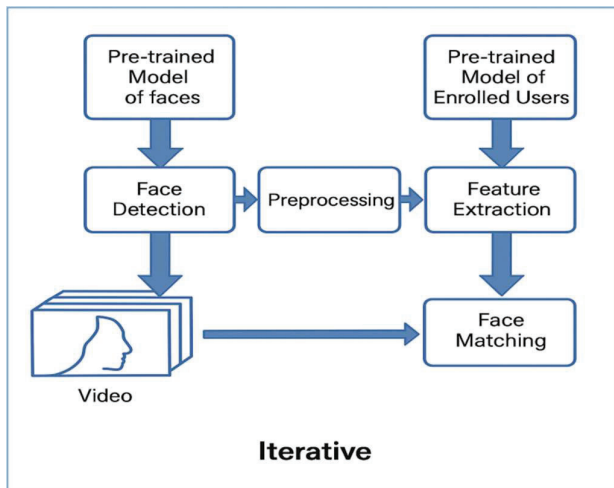 Pre-trained
Model
of faces
Pre-trained
Model of
Enrolled Users
Face
Detection
Preprocessing
Feature
Extraction
Face
Matching
Video
Iterative